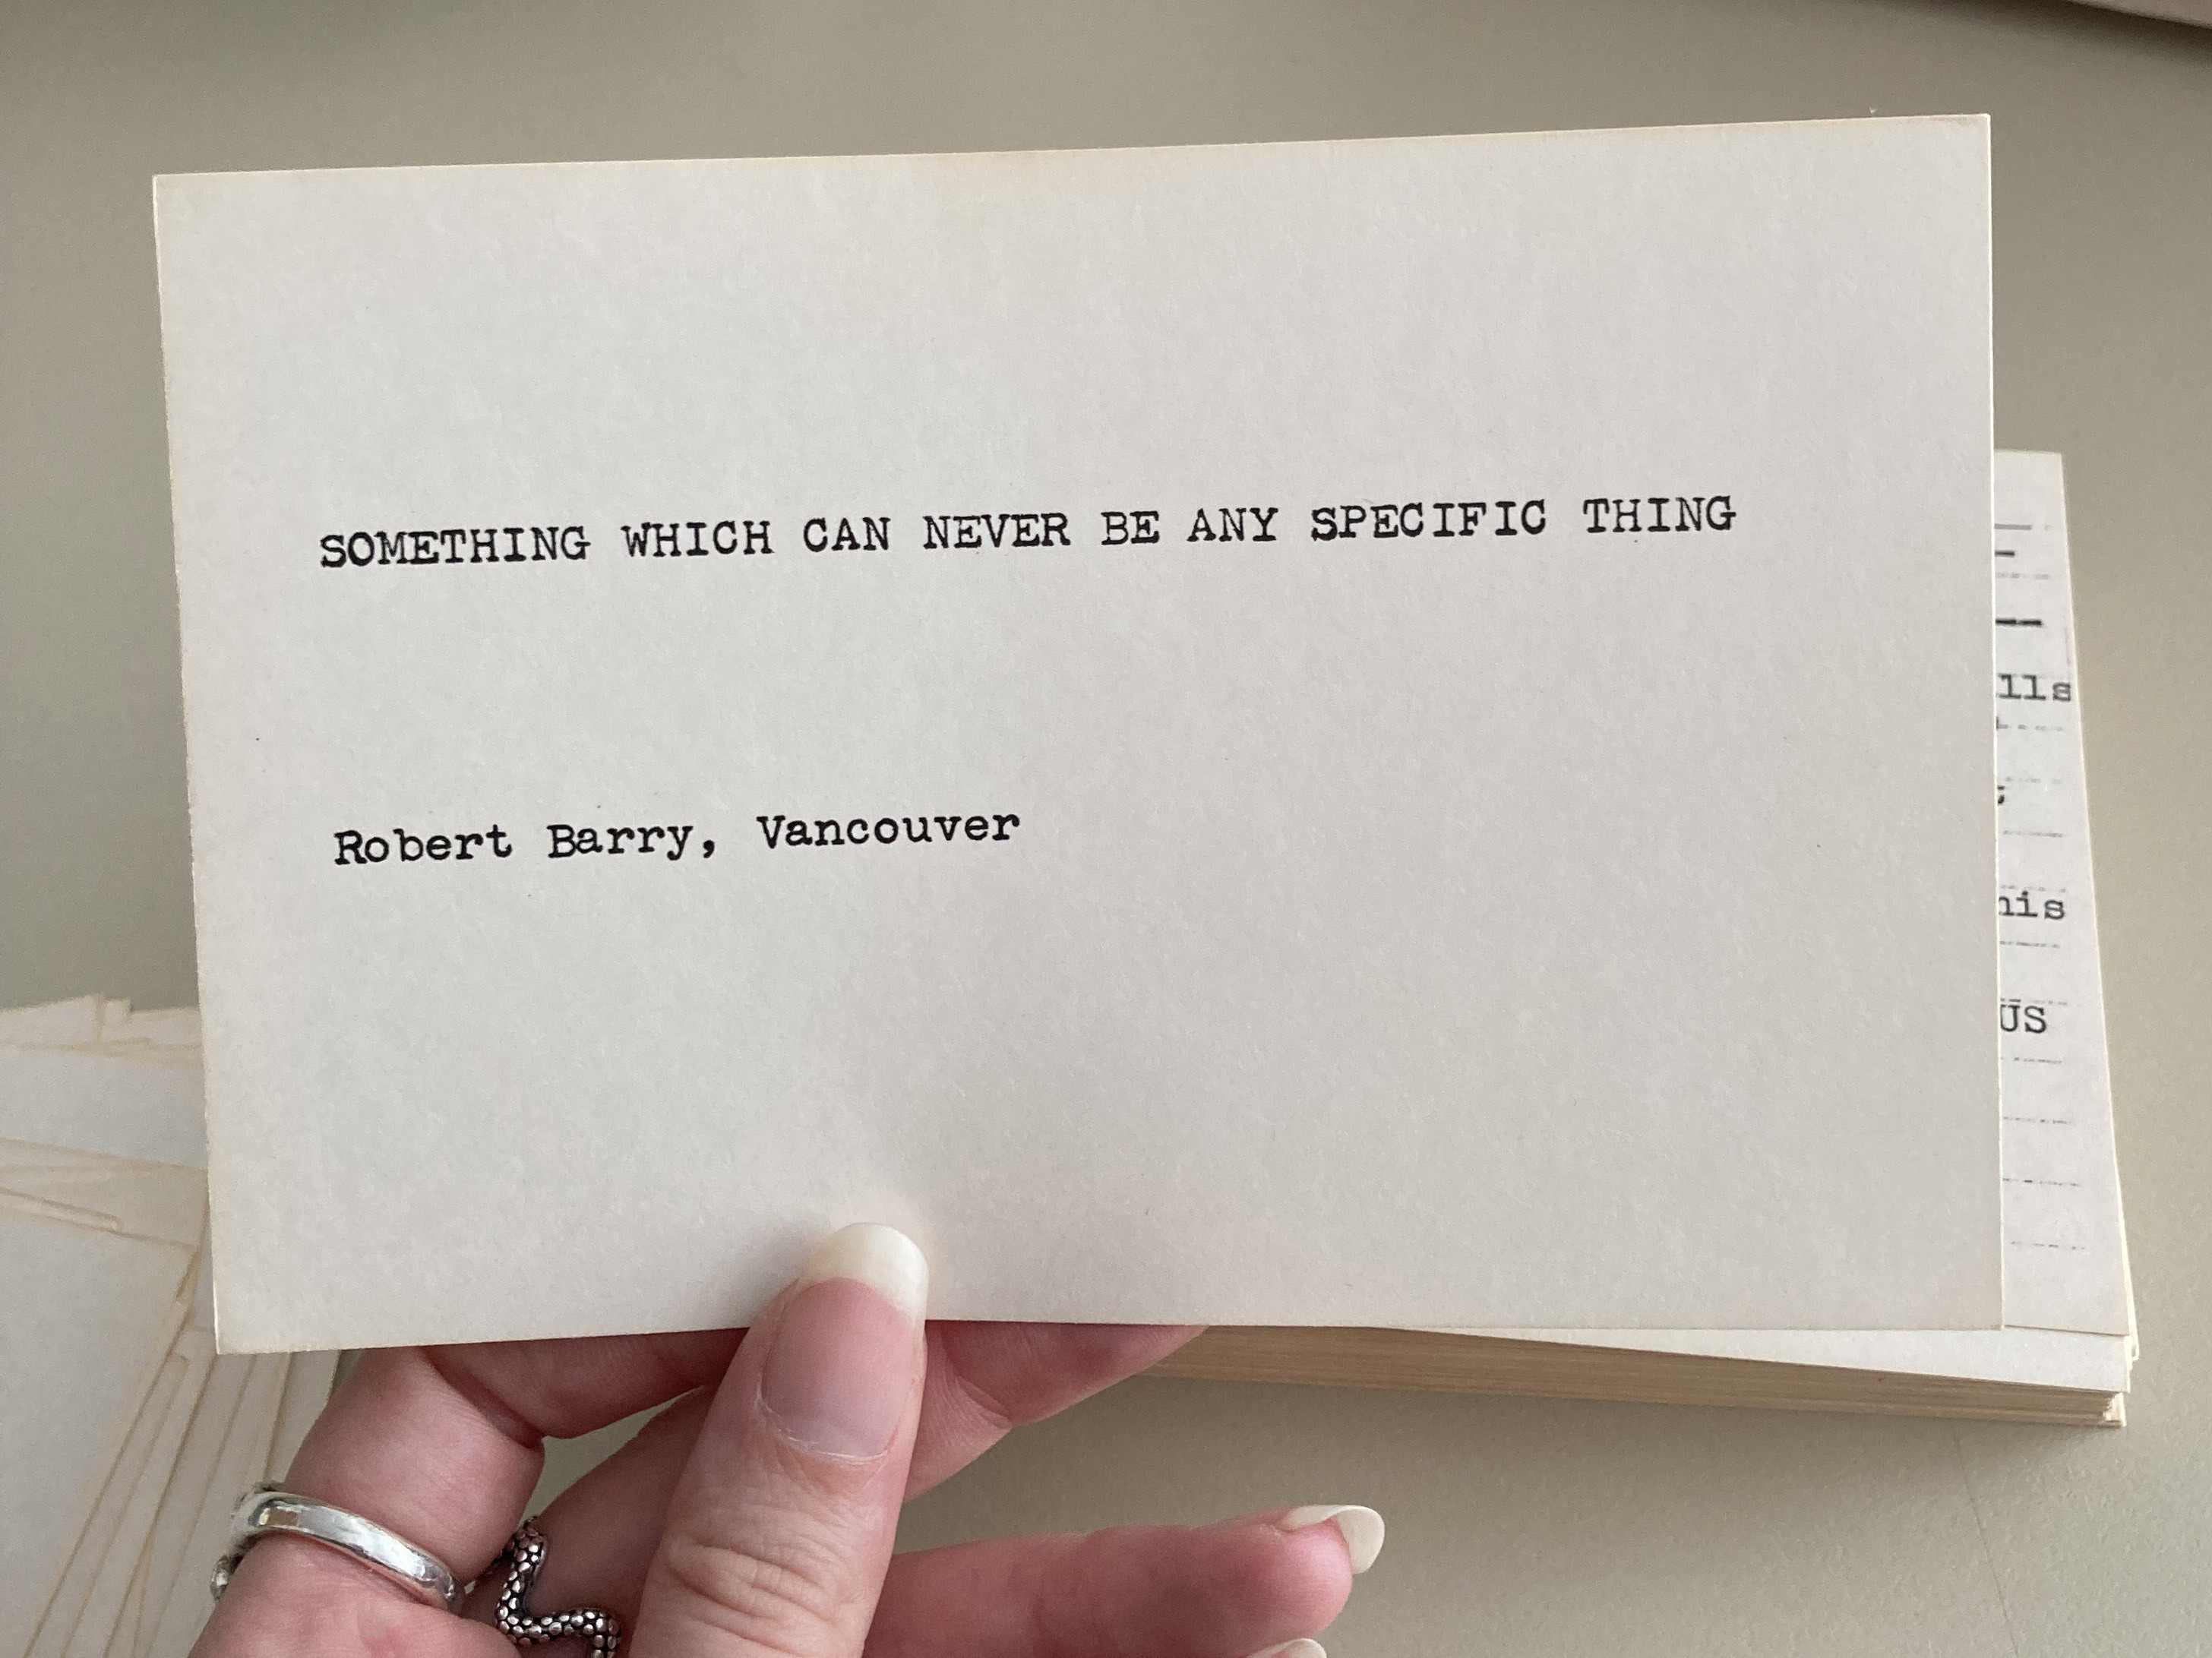 SOMETHING WHICH CAN NEVER BE ANY SPECIFIC THING
Robert Barry, Vancouver